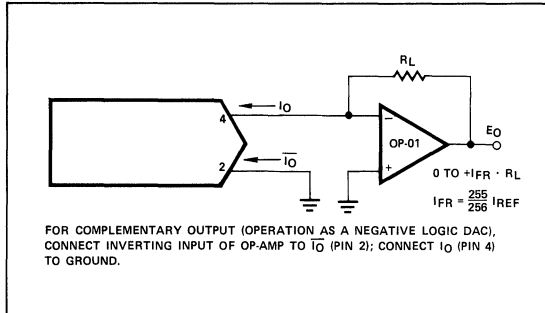 RL
4
IO
OP-01
−
+
EO
2
I̅O̅
0 TO +IFR · RL
IFR = 255/256 IREF
FOR COMPLEMENTARY OUTPUT (OPERATION AS A NEGATIVE LOGIC DAC),
CONNECT INVERTING INPUT OF OP-AMP TO I̅O̅ (PIN 2); CONNECT IO (PIN 4)
TO GROUND.